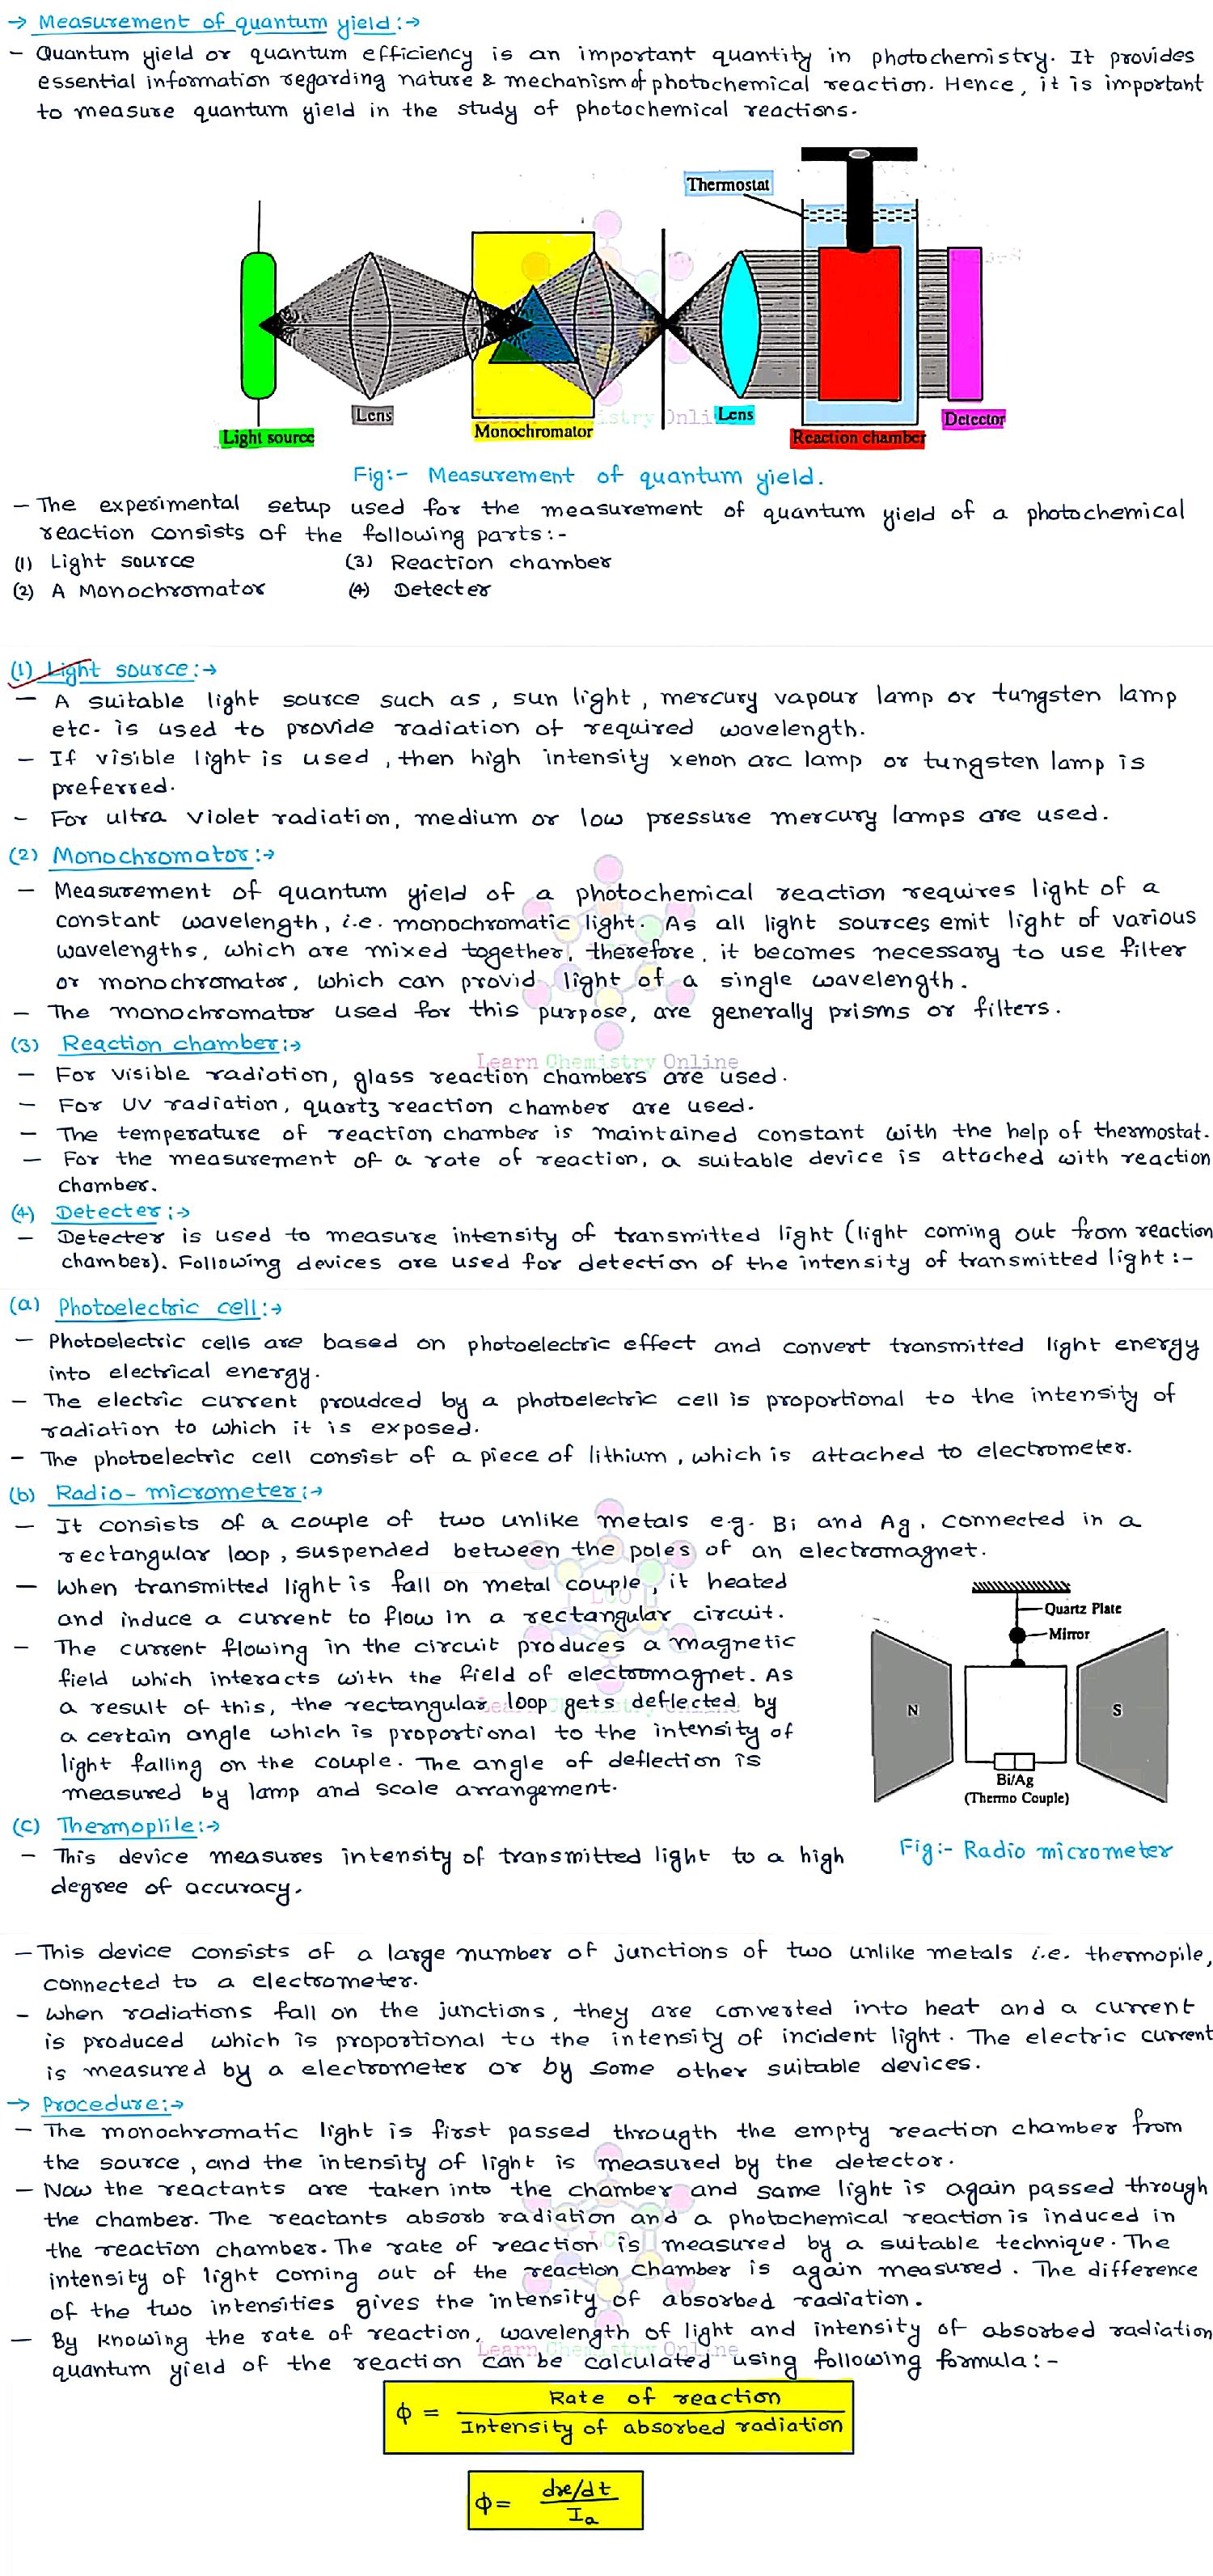 → Measurement of quantum yield :→
- Quantum yield or quantum efficiency is an important quantity in photochemistry. It provides
essential information regarding nature & mechanism of photochemical reaction. Hence, it is important
to measure quantum yield in the study of photochemical reactions.
Thermostat
Lens
Lens
Detector
Monochromator
Light source
Reaction chamber
Fig:- Measurement of quantum yield.
- The experimental setup used for the measurement of quantum yield of a photochemical
reaction consists of the following parts:-
(1) Light source (3) Reaction chamber
(2) A Monochromator (4) Detecter
(1) Light source :→
- A suitable light source such as, sun light, mercury vapour lamp or tungsten lamp
etc. is used to provide radiation of required wavelength.
- If visible light is used, then high intensity xenon arc lamp or tungsten lamp is
preferred.
- For ultra violet radiation, medium or low pressure mercury lamps are used.
(2) Monochromator :→
- Measurement of quantum yield of a photochemical reaction requires light of a
constant wavelength, i.e. monochromatic light. As all light sources emit light of various
wavelengths, which are mixed together, therefore, it becomes necessary to use filter
or monochromator, which can provid light of a single wavelength.
- The monochromator used for this purpose, are generally prisms or filters.
(3) Reaction chamber :→
Learn Chemistry Online
- For visible radiation, glass reaction chambers are used.
- For UV radiation, quartz reaction chamber are used.
- The temperature of reaction chamber is maintained constant with the help of thermostat.
- For the measurement of a rate of reaction, a suitable device is attached with reaction
chamber.
(4) Detecter :→
- Detecter is used to measure intensity of transmitted light (light coming out from reaction
chamber). Following devices are used for detection of the intensity of transmitted light :-
(a) Photoelectric cell :→
- Photoelectric cells are based on photoelectric effect and convert transmitted light energy
into electrical energy.
- The electric current proudced by a photoelectric cell is proportional to the intensity of
radiation to which it is exposed.
- The photoelectric cell consist of a piece of lithium, which is attached to electrometer.
(b) Radio-micrometer :→
- It consists of a couple of two unlike metals e.g. Bi and Ag, connected in a
rectangular loop, suspended between the poles of an electromagnet.
- When transmitted light is fall on metal couple, it heated
and induce a current to flow in a rectangular circuit.
- The current flowing in the circuit produces a magnetic
field which interacts with the field of electromagnet. As
a result of this, the rectangular loop gets deflected by
a certain angle which is proportional to the intensity of
light falling on the couple. The angle of deflection is
measured by lamp and scale arrangement.
Quartz Plate
Mirror
N
S
Bi/Ag
(Thermo Couple)
Fig:- Radio micrometer
(C) Thermoplile :→
- This device measures intensity of transmitted light to a high
degree of accuracy.
- This device consists of a large number of junctions of two unlike metals i.e. thermopile,
connected to a electrometer.
- When radiations fall on the junctions, they are converted into heat and a current
is produced which is proportional to the intensity of incident light. The electric current
is measured by a electrometer or by some other suitable devices.
→ Procedure :→
- The monochromatic light is first passed througth the empty reaction chamber from
the source, and the intensity of light is measured by the detector.
- Now the reactants are taken into the chamber and same light is again passed through
the chamber. The reactants absorb radiation and a photochemical reaction is induced in
the reaction chamber. The rate of reaction is measured by a suitable technique. The
intensity of light coming out of the reaction chamber is again measured. The difference
of the two intensities gives the intensity of absorbed radiation.
- By knowing the rate of reaction, wavelength of light and intensity of absorbed radiation
Learn Chemistry Online
quantum yield of the reaction can be calculated using following formula :-
ϕ = Rate of reaction / Intensity of absorbed radiation
ϕ = dx/dt / Ia